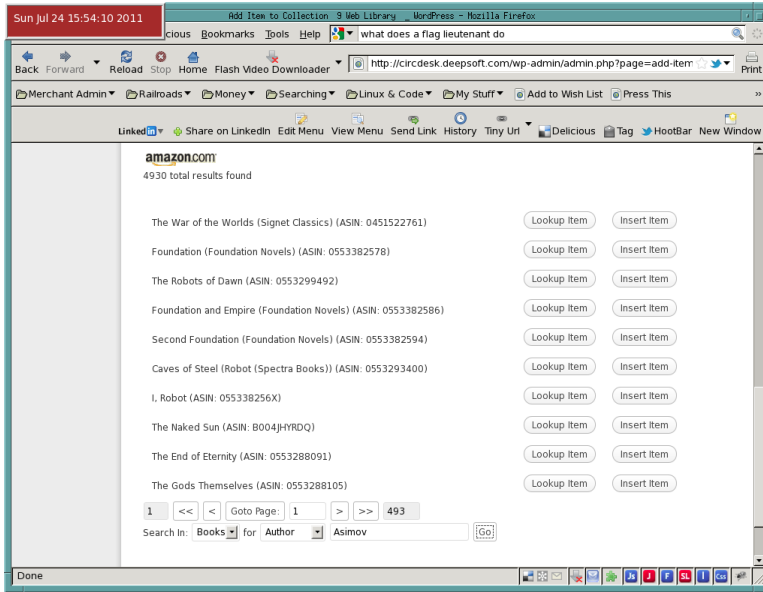 Sun Jul 24 15:54:10 2011
Add Item to Collection 9 Web Library _ WordPress - Mozilla Firefox
cious Bookmarks Tools Help what does a flag lieutenant do
Back Forward Reload Stop Home Flash Video Downloader http://circdesk.deepsoft.com/wp-admin/admin.php?page=add-item Print
Merchant Admin Railroads Money Searching Linux & Code My Stuff Add to Wish List Press This »
Linked in Share on LinkedIn Edit Menu View Menu Send Link History Tiny Url Delicious Tag HootBar New Window
amazon.com
4930 total results found
The War of the Worlds (Signet Classics) (ASIN: 0451522761) Lookup Item Insert Item
Foundation (Foundation Novels) (ASIN: 0553382578) Lookup Item Insert Item
The Robots of Dawn (ASIN: 0553299492) Lookup Item Insert Item
Foundation and Empire (Foundation Novels) (ASIN: 0553382586) Lookup Item Insert Item
Second Foundation (Foundation Novels) (ASIN: 0553382594) Lookup Item Insert Item
Caves of Steel (Robot (Spectra Books)) (ASIN: 0553293400) Lookup Item Insert Item
I, Robot (ASIN: 055338256X) Lookup Item Insert Item
The Naked Sun (ASIN: B004JHYRDQ) Lookup Item Insert Item
The End of Eternity (ASIN: 0553288091) Lookup Item Insert Item
The Gods Themselves (ASIN: 0553288105) Lookup Item Insert Item
1 << < Goto Page: 1 > >> 493
Search In: Books for Author Asimov Go
Done Js J F SL I Css